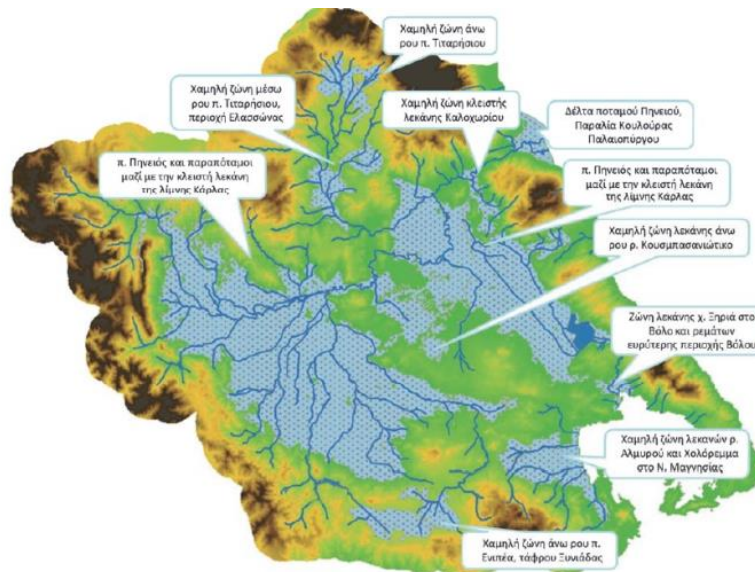 Χαμηλή ζώνη άνω
ρου π. Τιταρήσιου
Χαμηλή ζώνη μέσω
ρου π. Τιταρήσιου,
περιοχή Ελασσώνας
Χαμηλή ζώνη κλειστής
λεκάνης Καλοχωρίου
Δέλτα ποταμού Πηνειού,
Παραλία Κουλούρας
Παλαιοπύργου
π. Πηνειός και παραπόταμοι
μαζί με την κλειστή λεκάνη
της λίμνης Κάρλας
π. Πηνειός και παραπόταμοι
μαζί με την κλειστή λεκάνη
της λίμνης Κάρλας
Χαμηλή ζώνη λεκάνης άνω
ρου ρ. Κουσμπασανιώτικο
Ζώνη λεκάνης χ. Ξηριά στο
Βόλο και ρεμάτων
ευρύτερης περιοχής Βόλου
Χαμηλή ζώνη λεκανών ρ.
Αλμυρού και Χολόρεμμα
στο Ν. Μαγνησίας
Χαμηλή ζώνη άνω ρου π.
Ενιπέα, τάφρου Ξυνιάδας